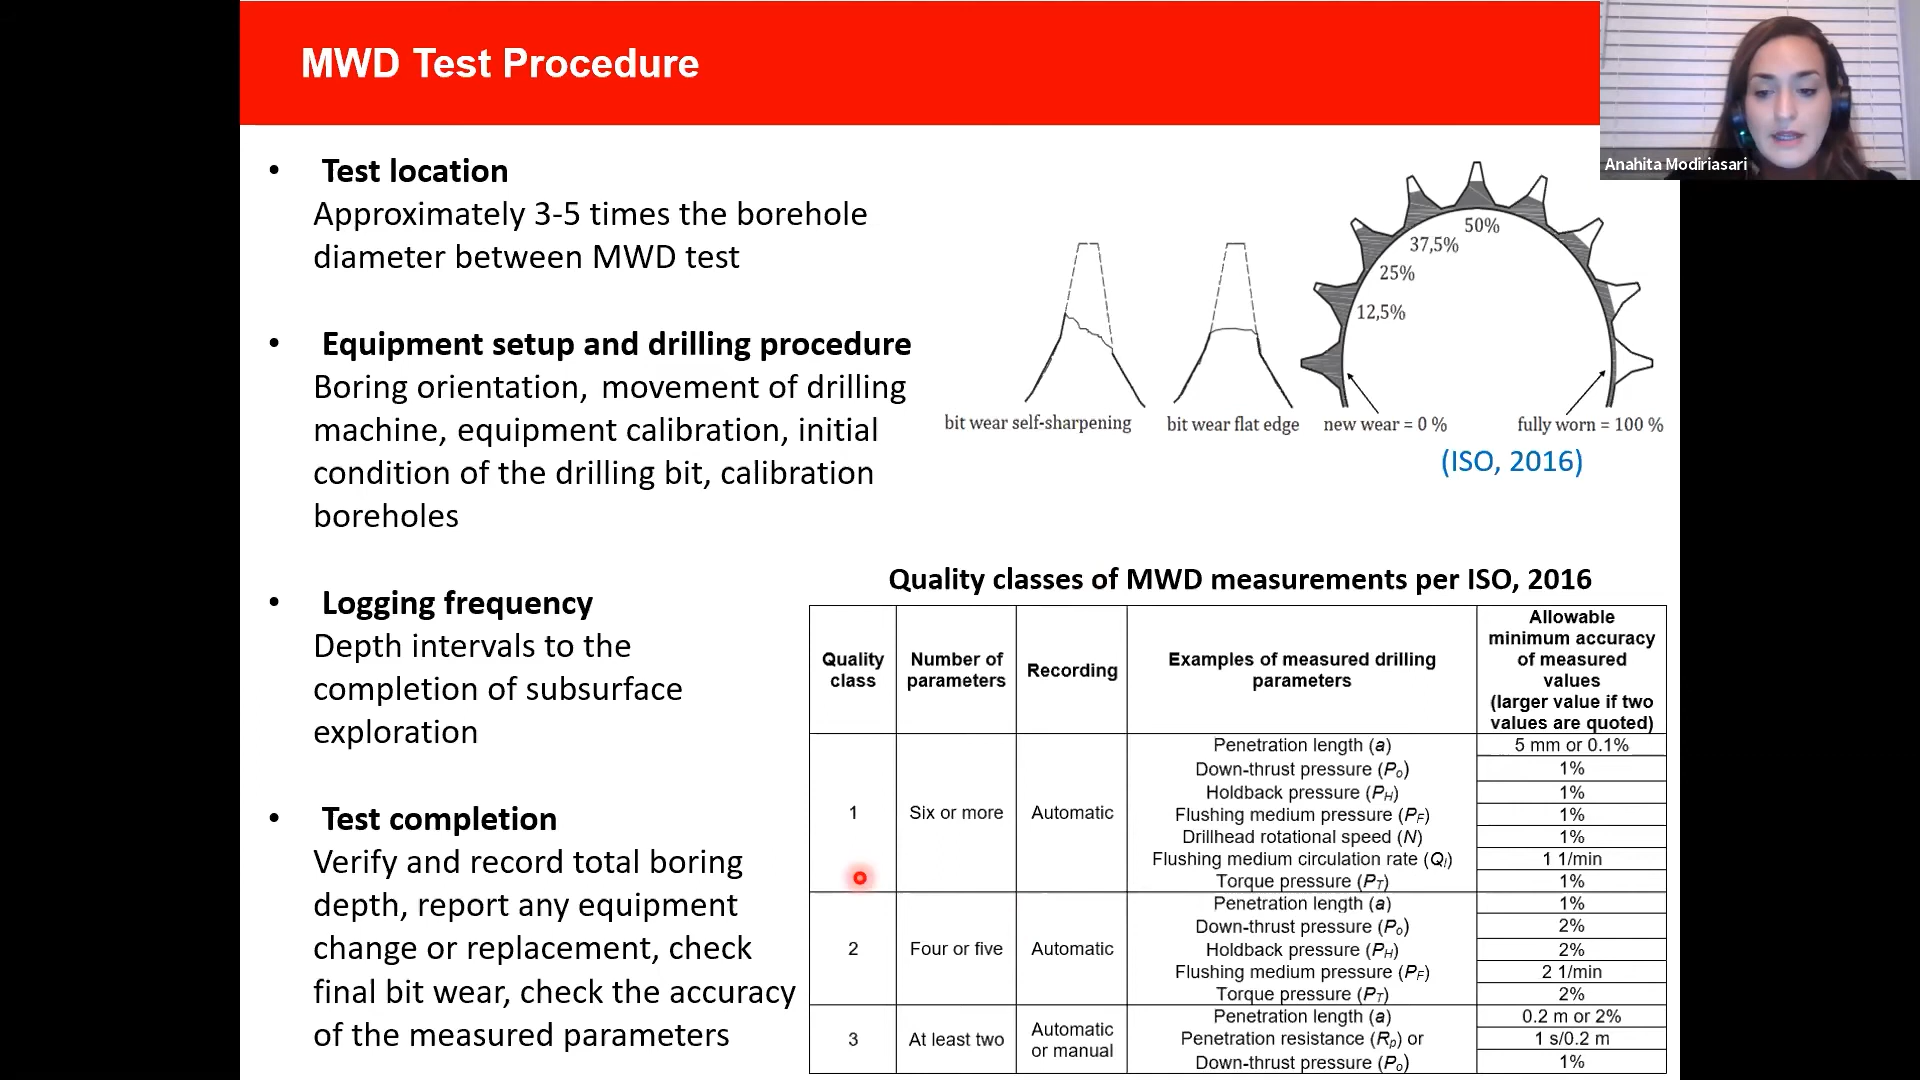 MWD Test Procedure
Anahita Modiriasari
• Test location
Approximately 3-5 times the borehole
diameter between MWD test
• Equipment setup and drilling procedure
Boring orientation, movement of drilling
machine, equipment calibration, initial
condition of the drilling bit, calibration
boreholes
• Logging frequency
Depth intervals to the
completion of subsurface
exploration
• Test completion
Verify and record total boring
depth, report any equipment
change or replacement, check
final bit wear, check the accuracy
of the measured parameters
50%
37,5%
25%
12,5%
bit wear self-sharpening
bit wear flat edge
new wear = 0 %
fully worn = 100 %
(ISO, 2016)
Quality classes of MWD measurements per ISO, 2016
Quality
class
Number of
parameters
Recording
Examples of measured drilling
parameters
Allowable
minimum accuracy
of measured
values
(larger value if two
values are quoted)
1
Six or more
Automatic
Penetration length (a)
5 mm or 0.1%
Down-thrust pressure (Po)
1%
Holdback pressure (PH)
1%
Flushing medium pressure (PF)
1%
Drillhead rotational speed (N)
1%
Flushing medium circulation rate (Ql)
1 1/min
Torque pressure (PT)
1%
2
Four or five
Automatic
Penetration length (a)
1%
Down-thrust pressure (Po)
2%
Holdback pressure (PH)
2%
Flushing medium pressure (PF)
2 1/min
Torque pressure (PT)
2%
3
At least two
Automatic
or manual
Penetration length (a)
0.2 m or 2%
Penetration resistance (Rp) or
1 s/0.2 m
Down-thrust pressure (Po)
1%